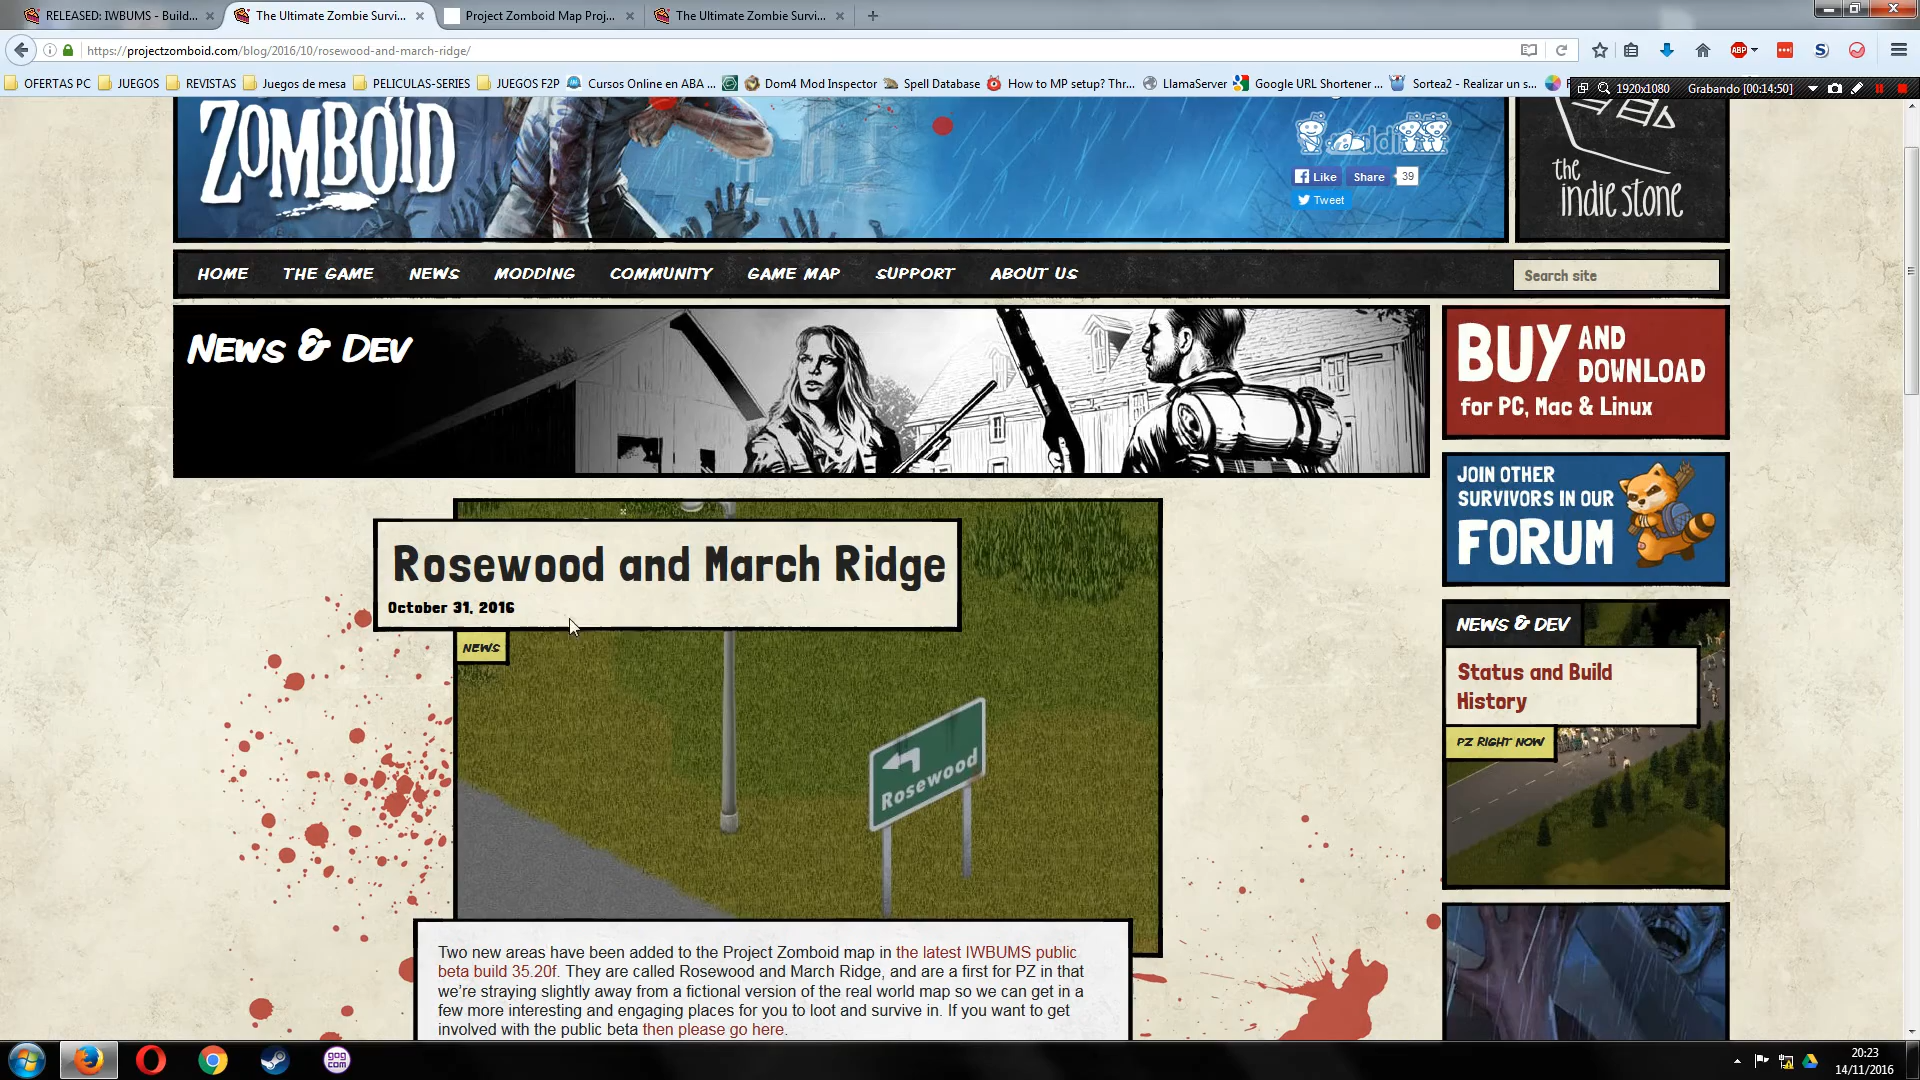 RELEASED: IWBUMS - Build...
The Ultimate Zombie Survi...
Project Zomboid Map Proj...
The Ultimate Zombie Survi...
https://projectzomboid.com/blog/2016/10/rosewood-and-march-ridge/
ABP
OFERTAS PC
JUEGOS
REVISTAS
Juegos de mesa
PELICULAS-SERIES
JUEGOS F2P
Cursos Online en ABA ...
Dom4 Mod Inspector
Spell Database
How to MP setup? Thr...
LlamaServer
Google URL Shortener ...
Sortea2 - Realizar un s...
1920x1080
Grabando [00:14:50]
ZOMBOID
Like
Share
39
Tweet
the
indie stone
HOME
THE GAME
NEWS
MODDING
COMMUNITY
GAME MAP
SUPPORT
ABOUT US
Search site
News & Dev
BUY AND DOWNLOAD
for PC, Mac & Linux
JOIN OTHER
SURVIVORS IN OUR
FORUM
Rosewood and March Ridge
October 31, 2016
NEWS
Rosewood
NEWS & DEV
Status and Build
History
PZ RIGHT NOW
Two new areas have been added to the Project Zomboid map in the latest IWBUMS public
beta build 35.20f. They are called Rosewood and March Ridge, and are a first for PZ in that
we're straying slightly away from a fictional version of the real world map so we can get in a
few more interesting and engaging places for you to loot and survive in. If you want to get
involved with the public beta then please go here.
gog
com
20:23
14/11/2016